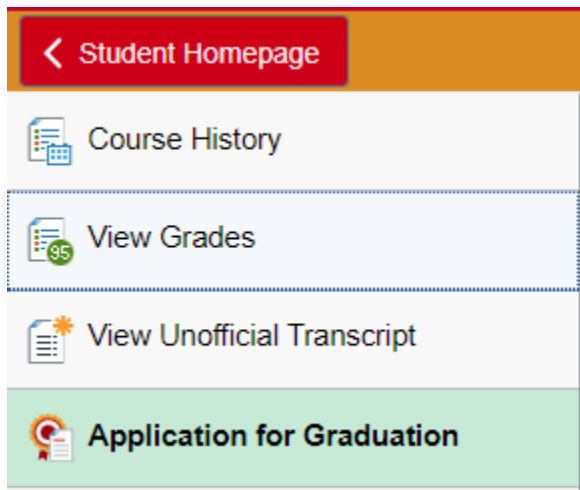 Student Homepage
Course History
View Grades
95
View Unofficial Transcript
Application for Graduation